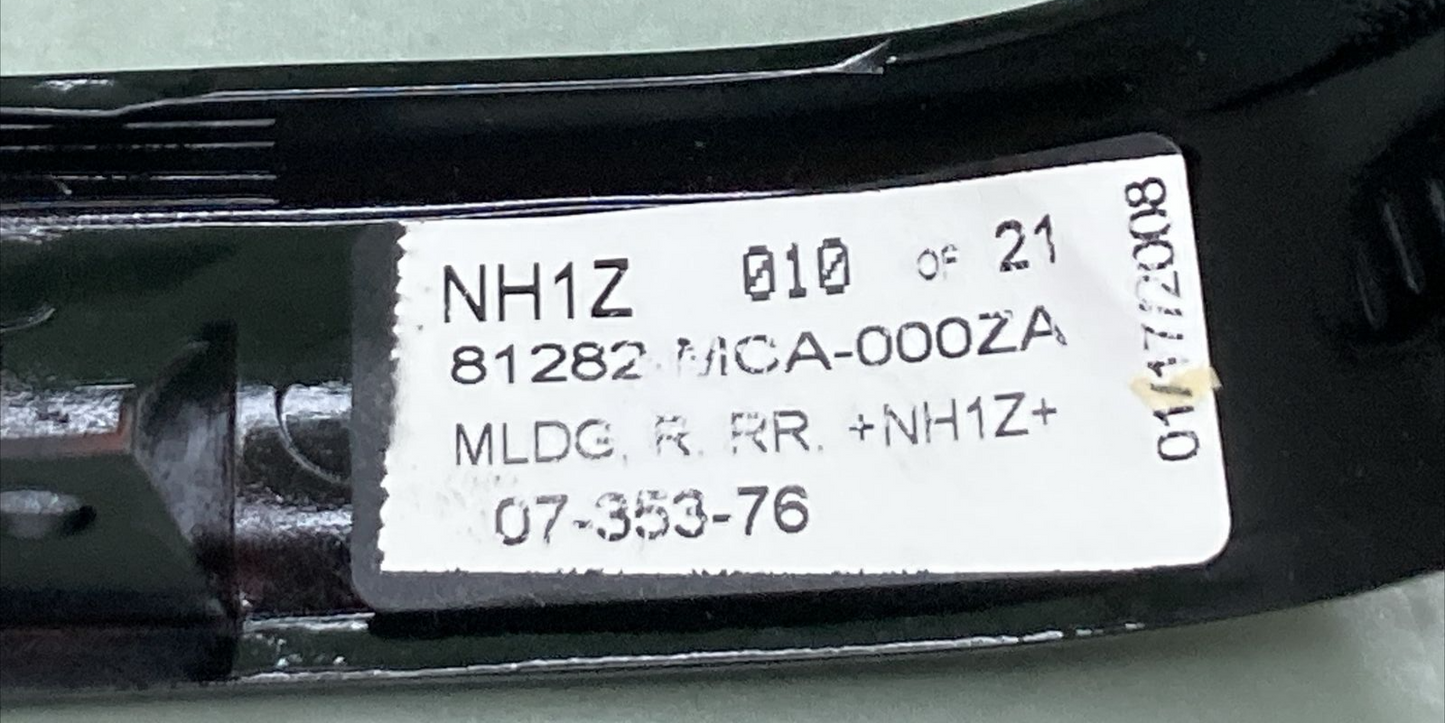 NH1Z 010 OF 21
81282-MCA-000ZA
MLDG, R. RR. +NH1Z+
07-353-76
01/17/2008